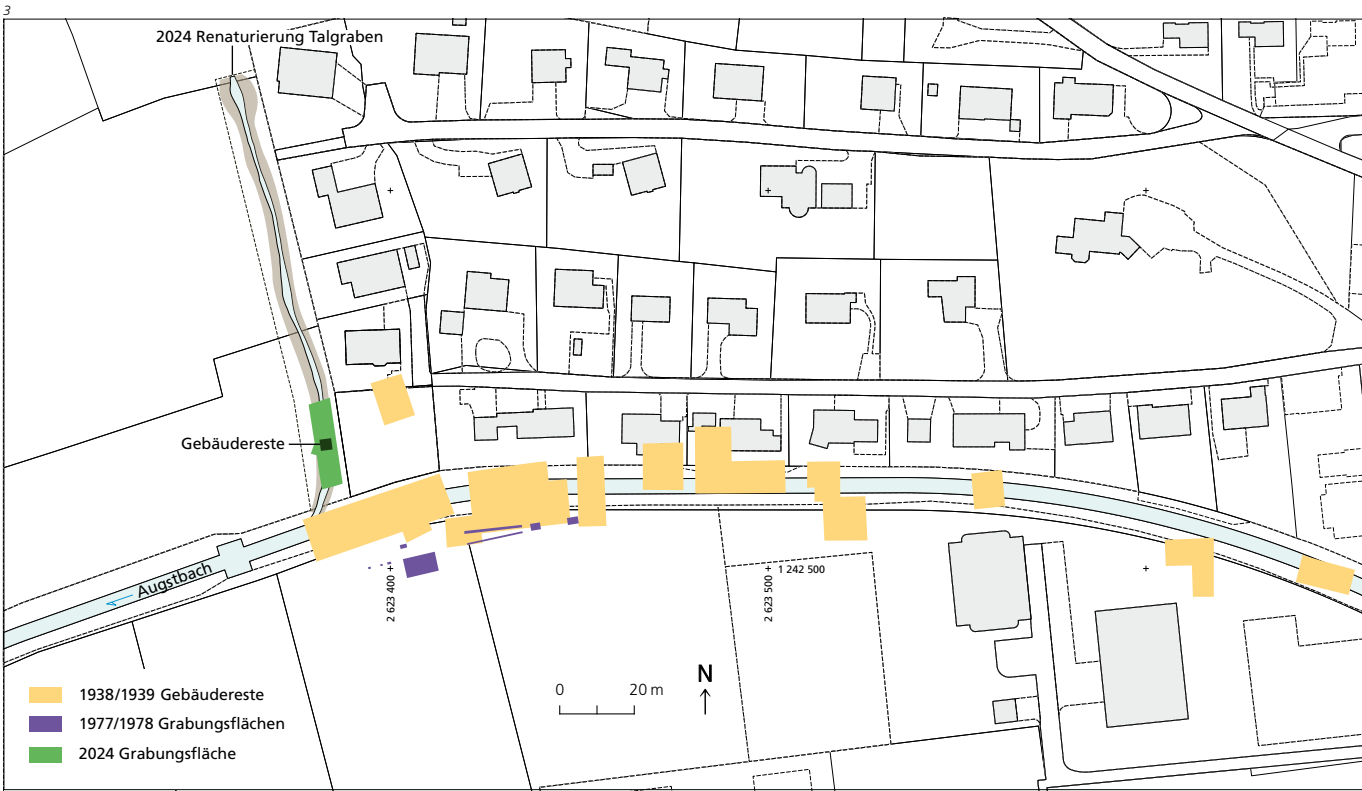 3
2024 Renaturierung Talgraben
Gebäudereste
Augstbach
2 623 400
2 623 500
1 242 500
N
0 20 m
1938/1939 Gebäudereste
1977/1978 Grabungsflächen
2024 Grabungsfläche